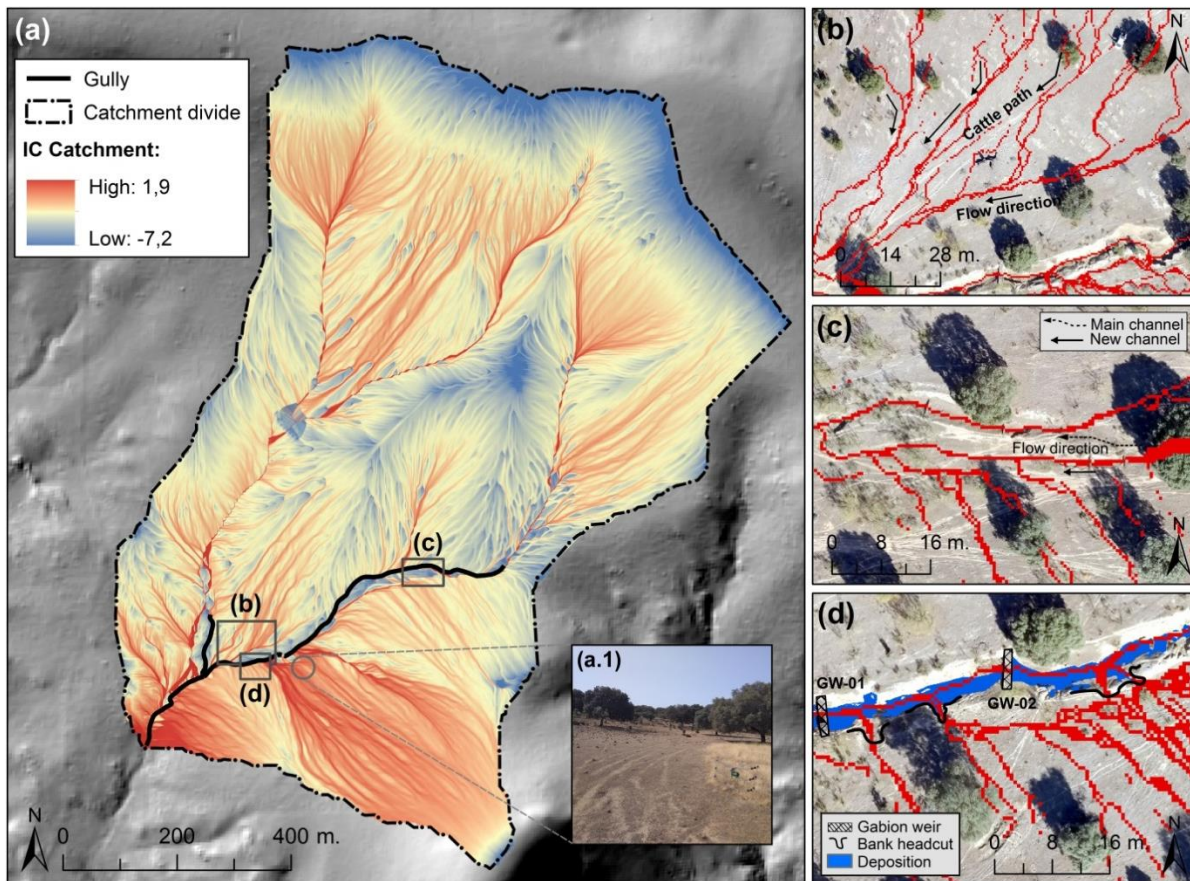 (a)
Gully
Catchment divide
IC Catchment:
High: 1,9
Low: -7,2
(b)
(c)
(d)
(a.1)
N
0 200 400 m.
(b)
N
Cattle path
Flow direction
0 14 28 m.
(c)
Main channel
New channel
Flow direction
0 8 16 m.
N
(d)
GW-01
GW-02
Gabion weir
Bank headcut
Deposition
0 8 16 m.
N